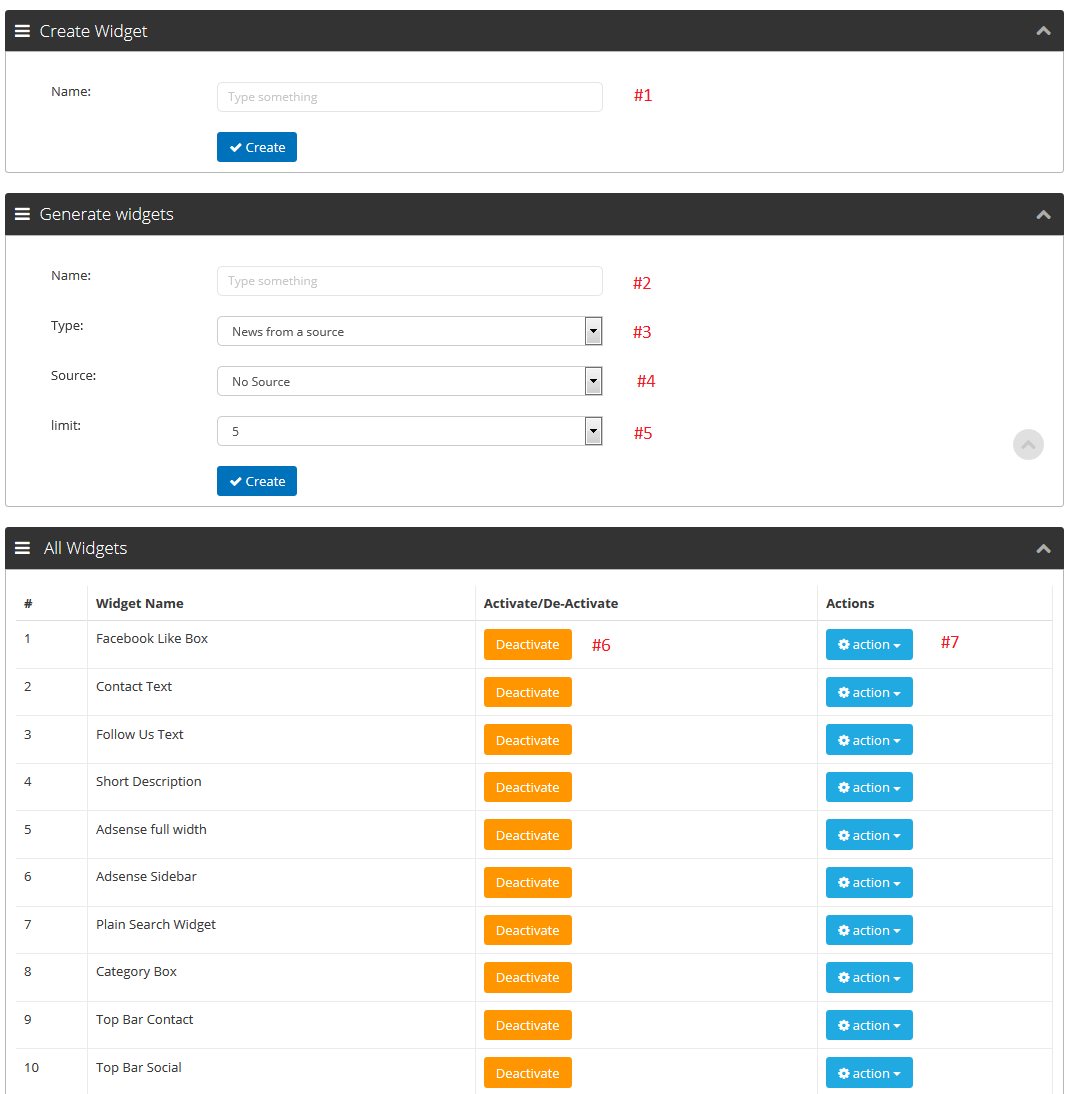 Create Widget
Name: Type something #1
Create
Generate widgets
Name: Type something #2
Type: News from a source #3
Source: No Source #4
limit: 5 #5
Create
All Widgets
# Widget Name Activate/De-Activate Actions
1 Facebook Like Box Deactivate #6 action #7
2 Contact Text Deactivate action
3 Follow Us Text Deactivate action
4 Short Description Deactivate action
5 Adsense full width Deactivate action
6 Adsense Sidebar Deactivate action
7 Plain Search Widget Deactivate action
8 Category Box Deactivate action
9 Top Bar Contact Deactivate action
10 Top Bar Social Deactivate action